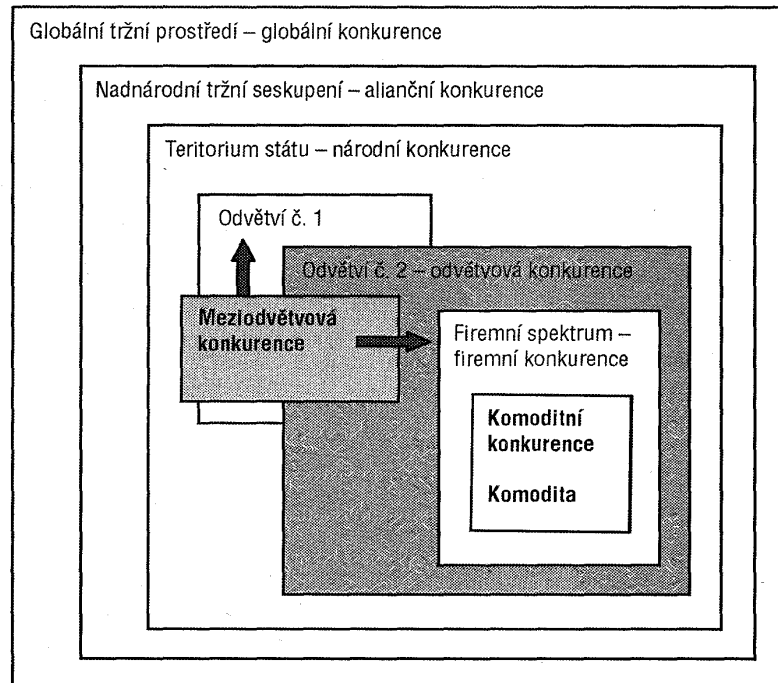 Globální tržní prostředí – globální konkurence
Nadnárodní tržní seskupení – alianční konkurence
Teritorium státu – národní konkurence
Odvětví č. 1
Odvětví č. 2 – odvětvová konkurence
Meziodvětvová
konkurence
Firemní spektrum –
firemní konkurence
Komoditní
konkurence
Komodita